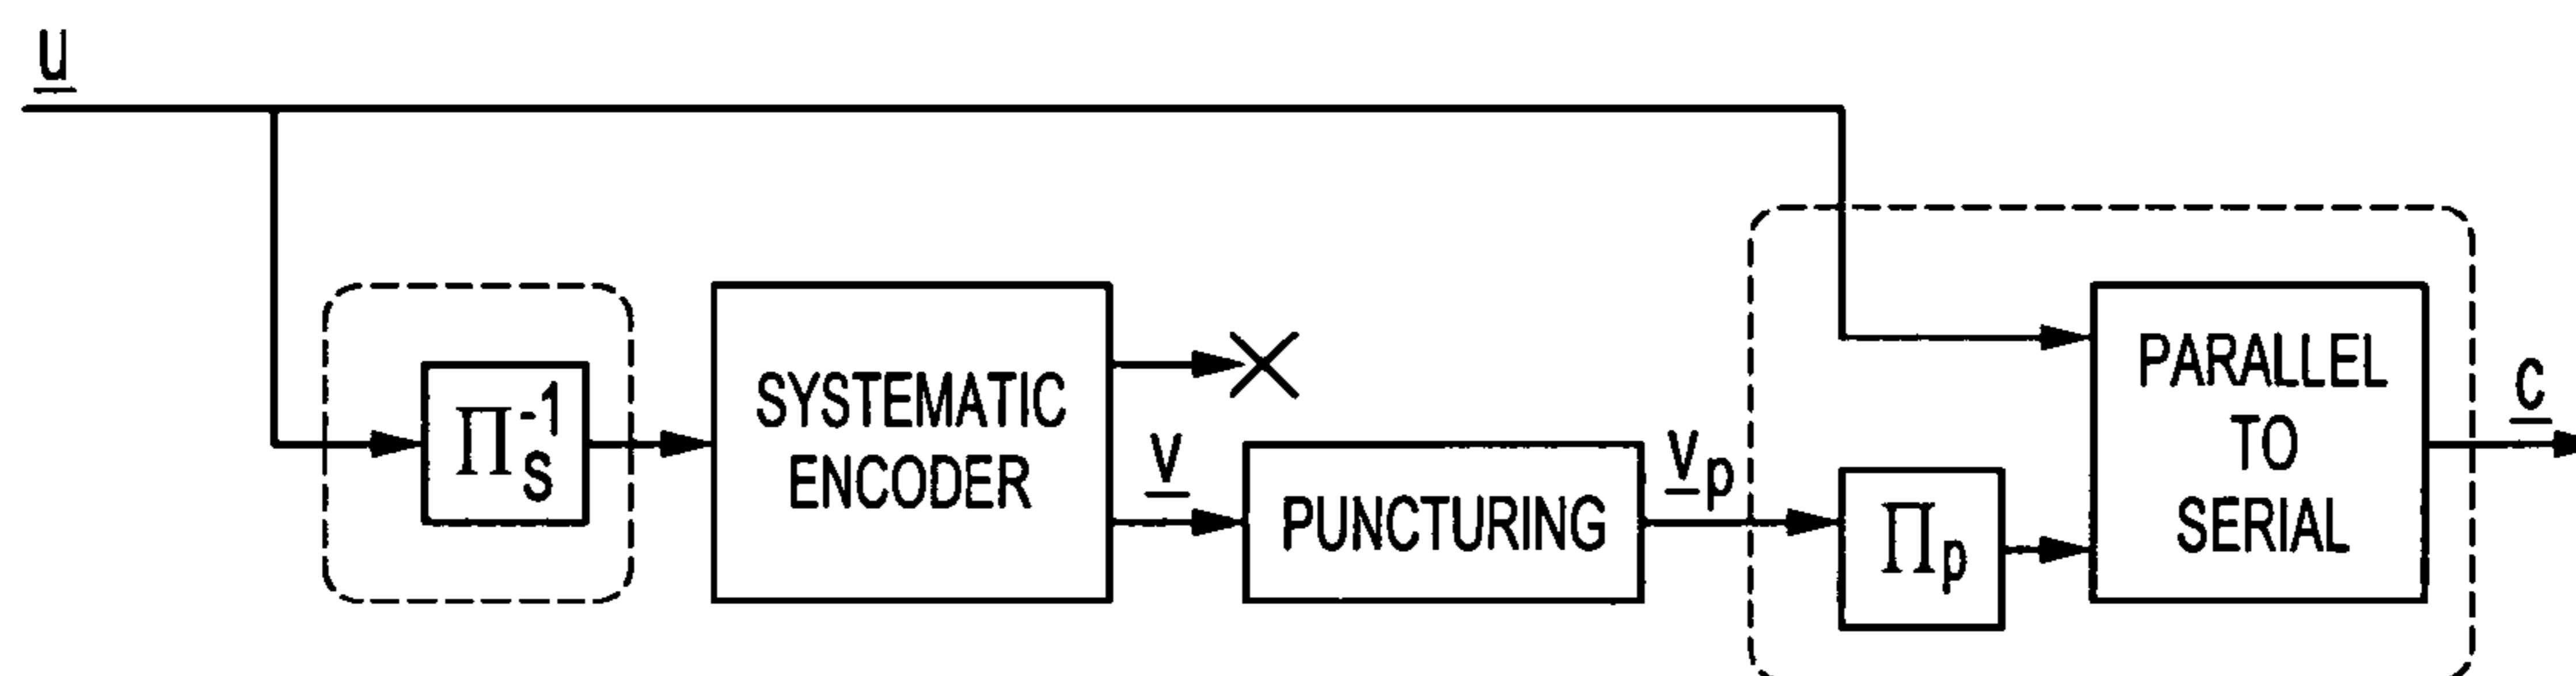 u
Π_S^-1
SYSTEMATIC
ENCODER
v
PUNCTURING
v_p
Π_p
PARALLEL
TO
SERIAL
c